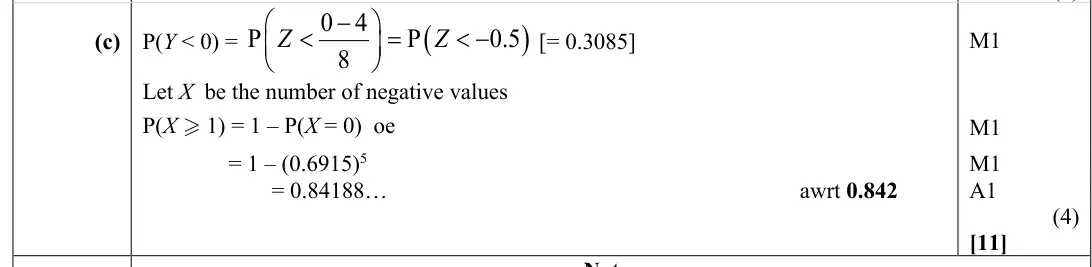 (c) P(Y < 0) = P(Z < (0 − 4)/8) = P(Z < −0.5) [= 0.3085] M1
Let X be the number of negative values
P(X ⩾ 1) = 1 – P(X = 0) oe M1
= 1 – (0.6915)⁵ M1
= 0.84188… awrt 0.842 A1
(4)
[11]